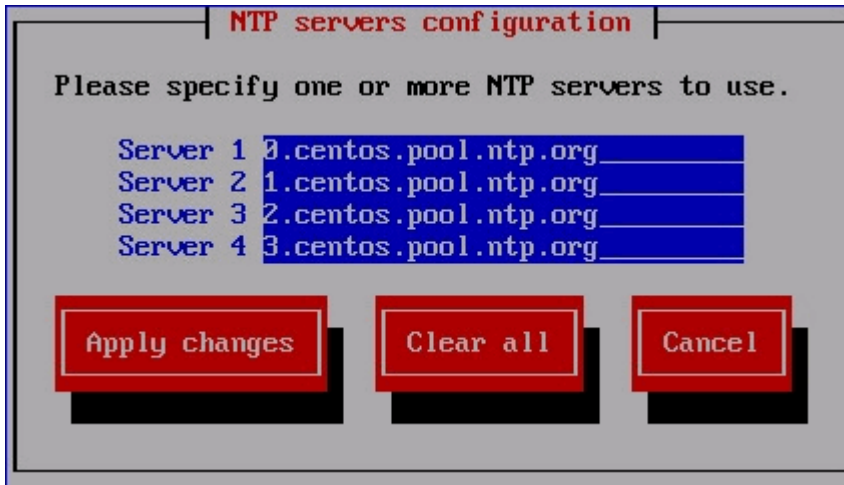 NTP servers configuration
Please specify one or more NTP servers to use.
Server 1 0.centos.pool.ntp.org
Server 2 1.centos.pool.ntp.org
Server 3 2.centos.pool.ntp.org
Server 4 3.centos.pool.ntp.org
Apply changes Clear all Cancel